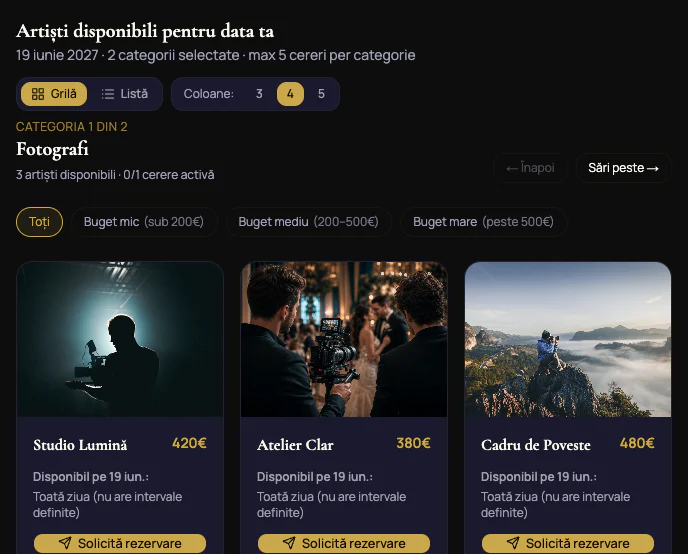 Artiști disponibili pentru data ta
19 iunie 2027 · 2 categorii selectate · max 5 cereri per categorie
Grilă Listă Coloane: 3 4 5
CATEGORIA 1 DIN 2
Fotografi
3 artiști disponibili · 0/1 cerere activă
← Înapoi Sări peste →
Toți Buget mic (sub 200€) Buget mediu (200–500€) Buget mare (peste 500€)
Studio Lumină 420€
Disponibil pe 19 iun.:
Toată ziua (nu are intervale
definite)
Solicită rezervare
Atelier Clar 380€
Disponibil pe 19 iun.:
Toată ziua (nu are intervale
definite)
Solicită rezervare
Cadru de Poveste 480€
Disponibil pe 19 iun.:
Toată ziua (nu are intervale
definite)
Solicită rezervare